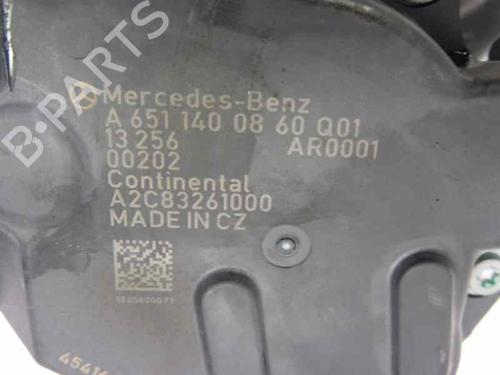 B-PARTS
Mercedes-Benz
A 651 140 08 60 Q01
13 256 AR0001
00202
Continental
A2C83261000
MADE IN CZ